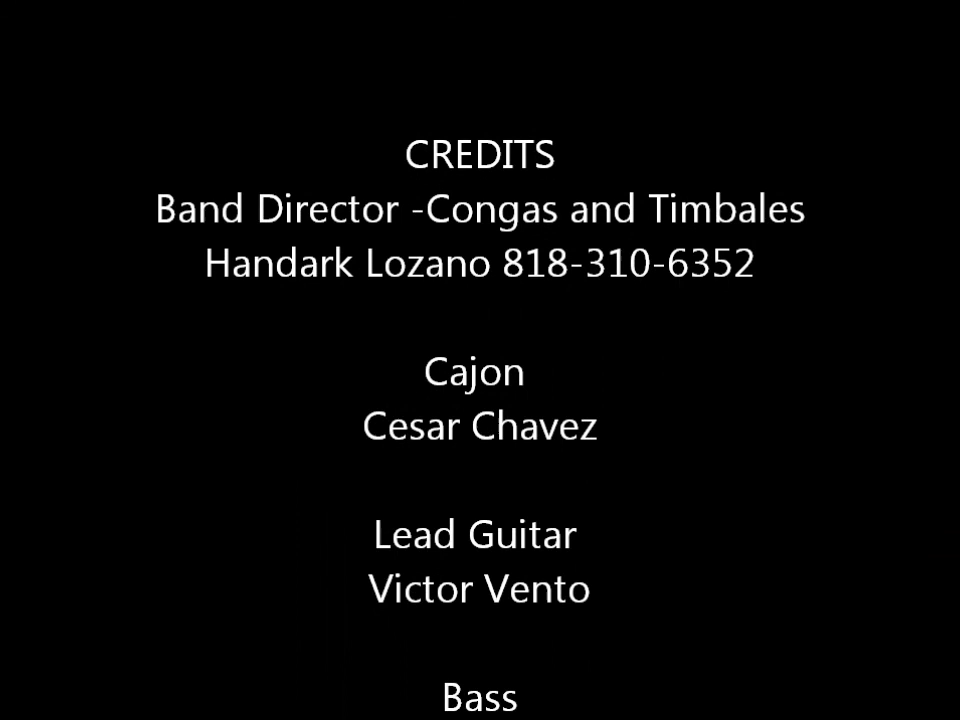 CREDITS
Band Director -Congas and Timbales
Handark Lozano 818-310-6352
Cajon
Cesar Chavez
Lead Guitar
Victor Vento
Bass